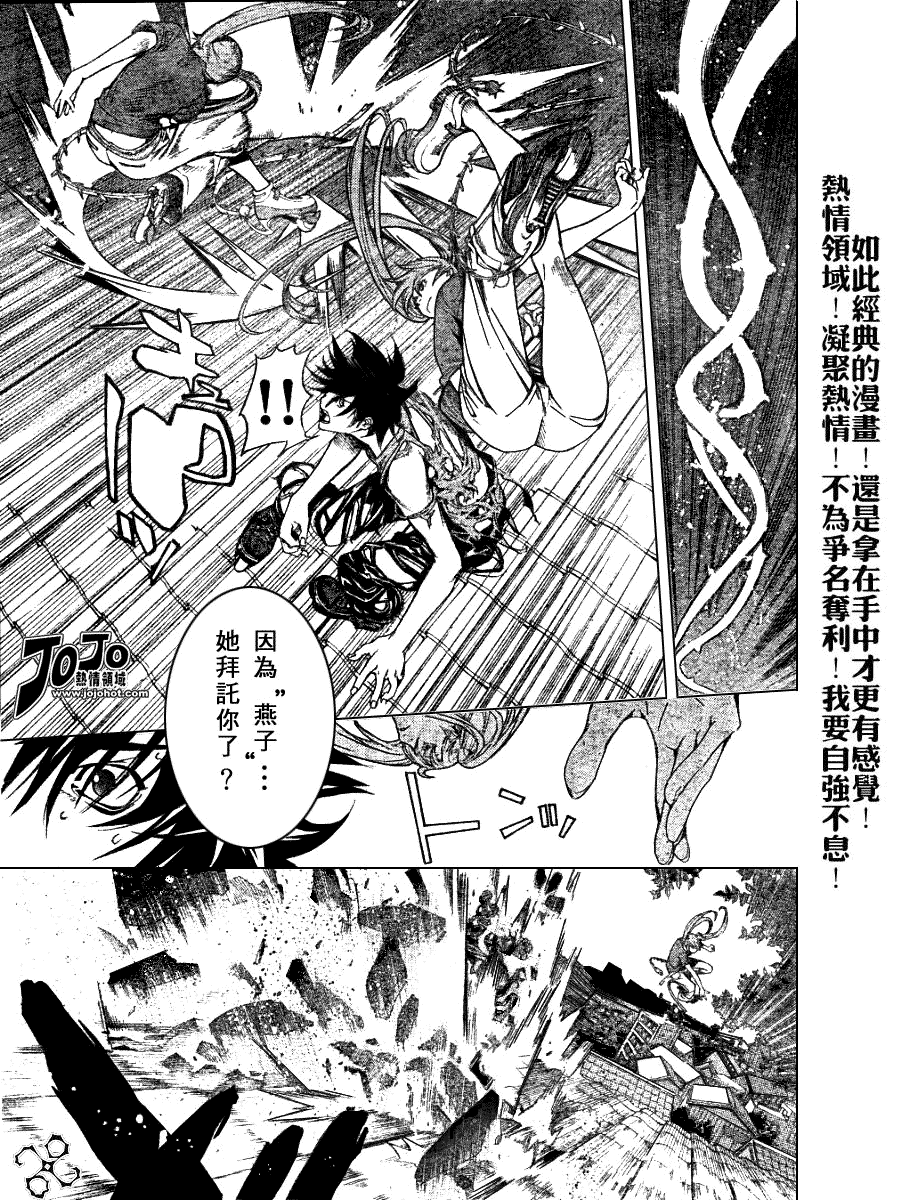 如此經典的漫畫！還是拿在手中才更有感覺！
熱情領域！凝聚熱情！不為爭名奪利！我要自強不息！
!!
因為〝燕子〝…
她拜託你了？
トン
JOJO
熱情領域
www.jojohot.com